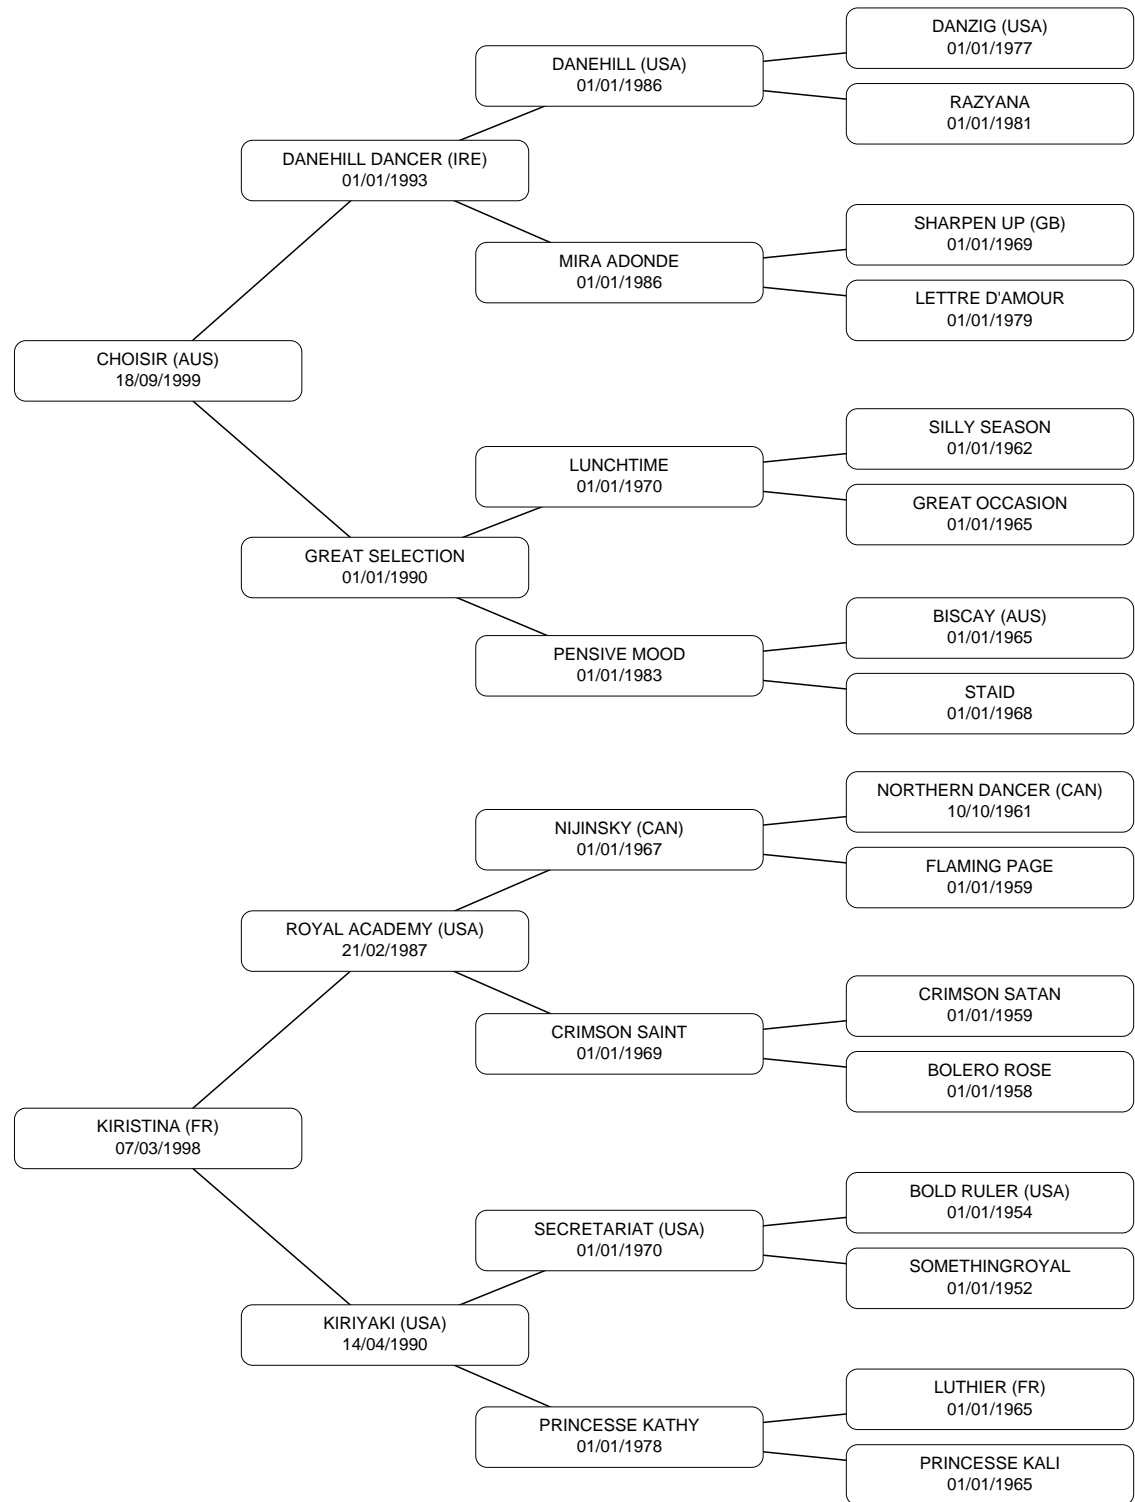 DANZIG (USA)
01/01/1977
DANEHILL (USA)
01/01/1986
RAZYANA
01/01/1981
DANEHILL DANCER (IRE)
01/01/1993
SHARPEN UP (GB)
01/01/1969
MIRA ADONDE
01/01/1986
LETTRE D'AMOUR
01/01/1979
CHOISIR (AUS)
18/09/1999
SILLY SEASON
01/01/1962
LUNCHTIME
01/01/1970
GREAT OCCASION
01/01/1965
GREAT SELECTION
01/01/1990
BISCAY (AUS)
01/01/1965
PENSIVE MOOD
01/01/1983
STAID
01/01/1968
NORTHERN DANCER (CAN)
10/10/1961
NIJINSKY (CAN)
01/01/1967
FLAMING PAGE
01/01/1959
ROYAL ACADEMY (USA)
21/02/1987
CRIMSON SATAN
01/01/1959
CRIMSON SAINT
01/01/1969
BOLERO ROSE
01/01/1958
KIRISTINA (FR)
07/03/1998
BOLD RULER (USA)
01/01/1954
SECRETARIAT (USA)
01/01/1970
SOMETHINGROYAL
01/01/1952
KIRIYAKI (USA)
14/04/1990
LUTHIER (FR)
01/01/1965
PRINCESSE KATHY
01/01/1978
PRINCESSE KALI
01/01/1965